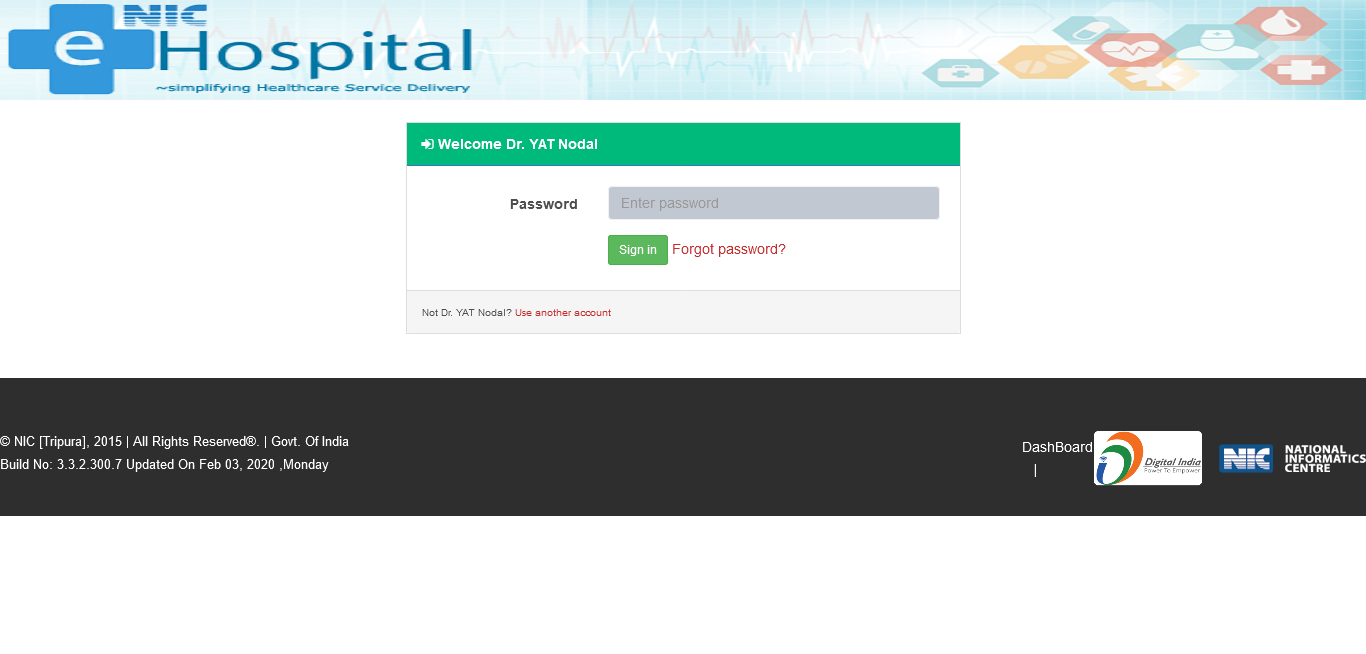 NIC
e Hospital
~simplifying Healthcare Service Delivery
Welcome Dr. YAT Nodal
Password
Enter password
Sign in Forgot password?
Not Dr. YAT Nodal? Use another account
© NIC [Tripura], 2015 | All Rights Reserved®. | Govt. Of India
Build No: 3.3.2.300.7 Updated On Feb 03, 2020 ,Monday
DashBoard
|
Digital India
Power To Empower
NIC
NATIONAL
INFORMATICS
CENTRE